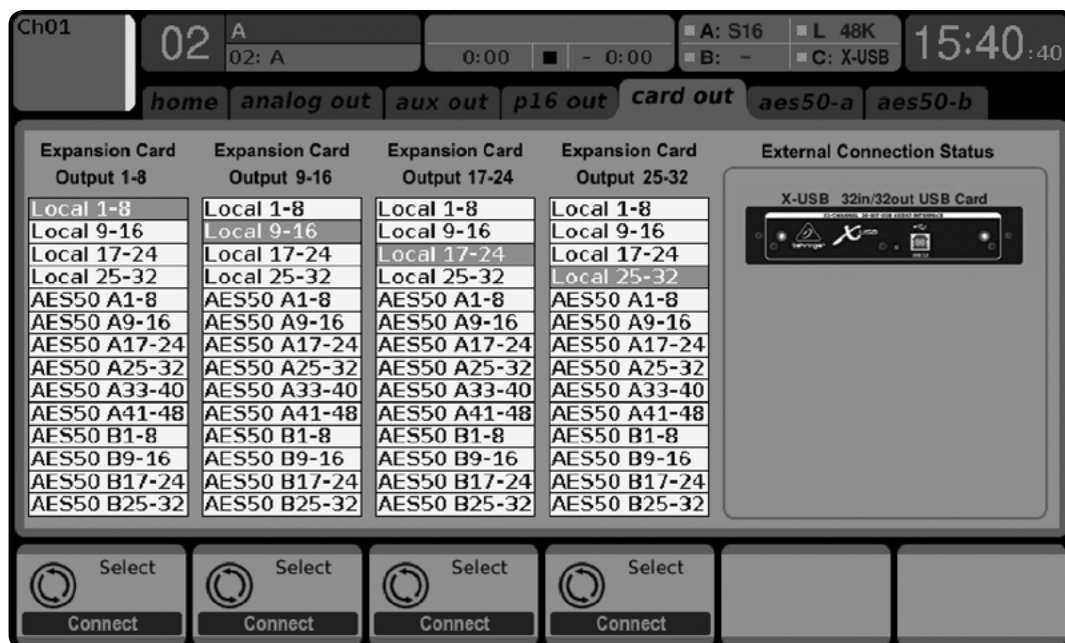 Ch01
02
A
02: A
0:00 - 0:00
A: S16
B: -
L 48K
C: X-USB
15:40:40
home
analog out
aux out
p16 out
card out
aes50-a
aes50-b
Expansion Card
Output 1-8
Local 1-8
Local 9-16
Local 17-24
Local 25-32
AES50 A1-8
AES50 A9-16
AES50 A17-24
AES50 A25-32
AES50 A33-40
AES50 A41-48
AES50 B1-8
AES50 B9-16
AES50 B17-24
AES50 B25-32
Expansion Card
Output 9-16
Local 1-8
Local 9-16
Local 17-24
Local 25-32
AES50 A1-8
AES50 A9-16
AES50 A17-24
AES50 A25-32
AES50 A33-40
AES50 A41-48
AES50 B1-8
AES50 B9-16
AES50 B17-24
AES50 B25-32
Expansion Card
Output 17-24
Local 1-8
Local 9-16
Local 17-24
Local 25-32
AES50 A1-8
AES50 A9-16
AES50 A17-24
AES50 A25-32
AES50 A33-40
AES50 A41-48
AES50 B1-8
AES50 B9-16
AES50 B17-24
AES50 B25-32
Expansion Card
Output 25-32
Local 1-8
Local 9-16
Local 17-24
Local 25-32
AES50 A1-8
AES50 A9-16
AES50 A17-24
AES50 A25-32
AES50 A33-40
AES50 A41-48
AES50 B1-8
AES50 B9-16
AES50 B17-24
AES50 B25-32
External Connection Status
X-USB 32in/32out USB Card
32-CHANNEL, 24-BIT USB AUDIO INTERFACE
behringer
XUSB
USB 2.0
Select
Connect
Select
Connect
Select
Connect
Select
Connect